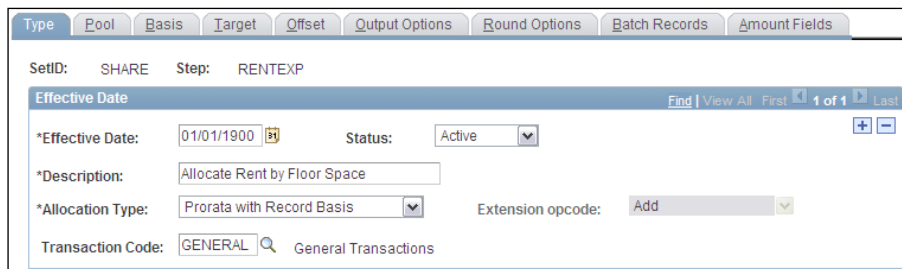 Type Pool Basis Target Offset Output Options Round Options Batch Records Amount Fields
SetID: SHARE Step: RENTEXP
Effective Date Find | View All First 1 of 1 Last
*Effective Date: 01/01/1900 31 Status: Active
*Description: Allocate Rent by Floor Space
*Allocation Type: Prorata with Record Basis Extension opcode: Add
Transaction Code: GENERAL General Transactions